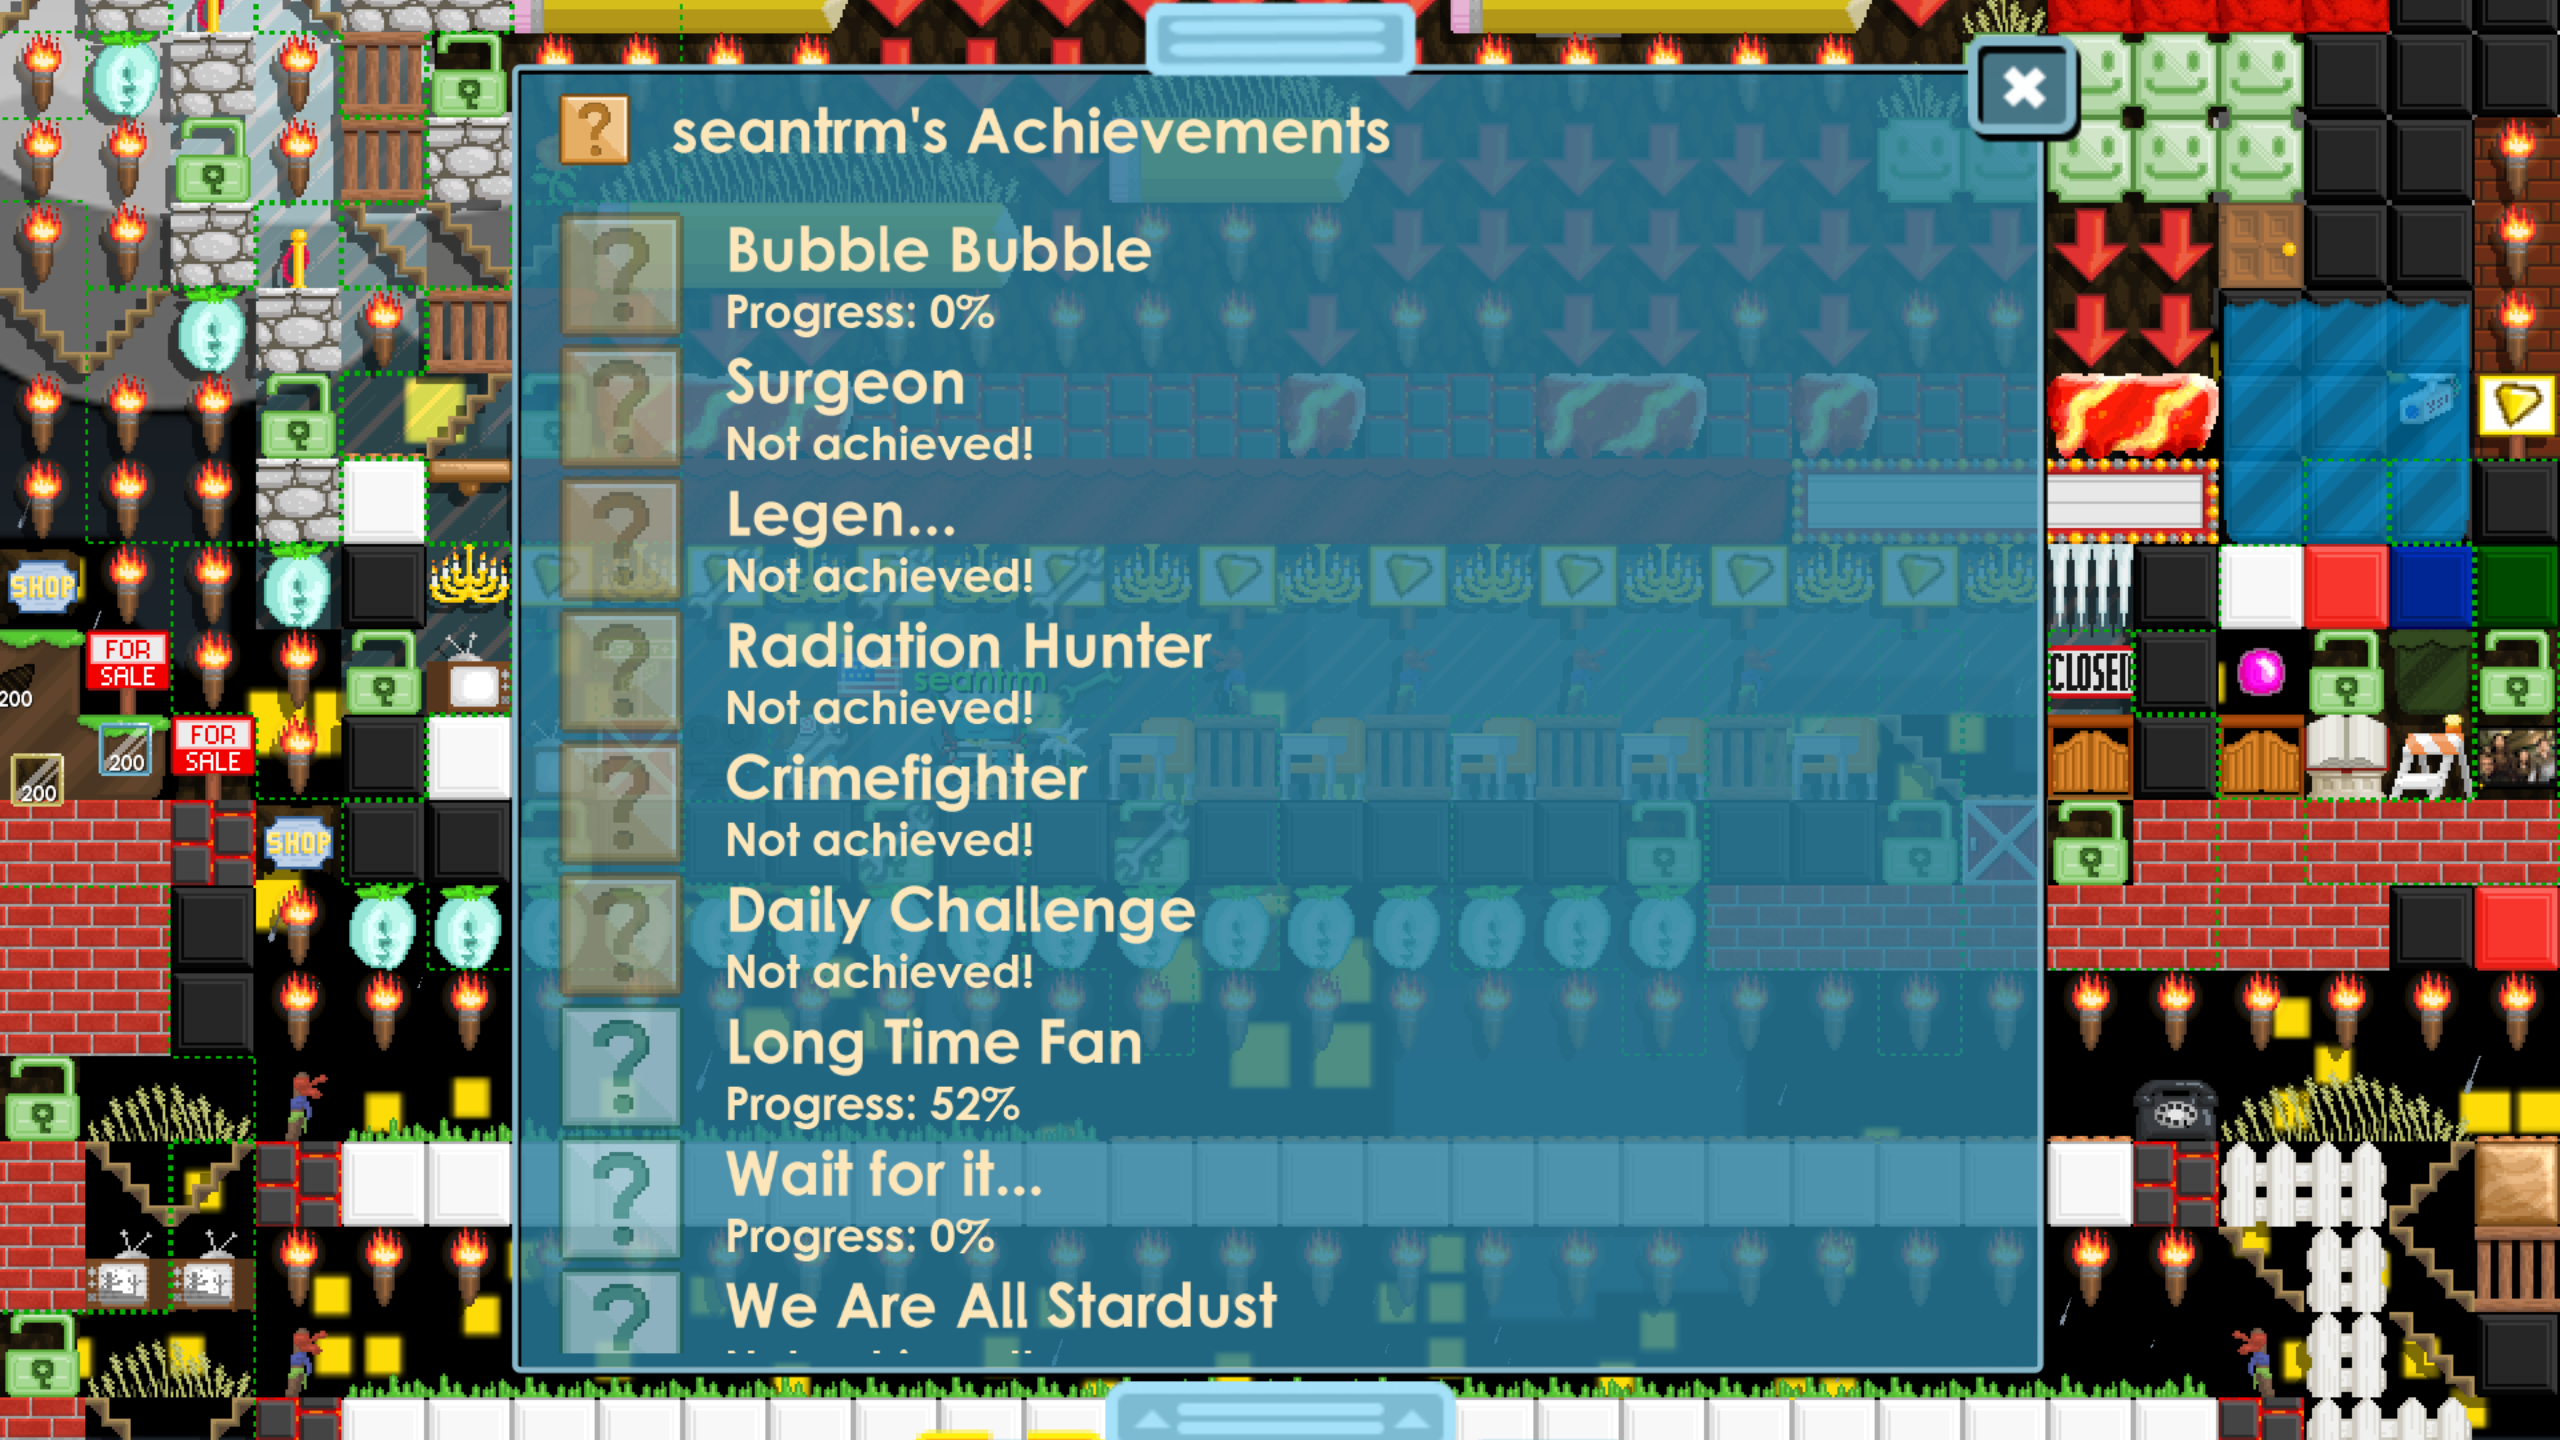 seantrm's Achievements
Bubble Bubble
Progress: 0%
Surgeon
Not achieved!
Legen...
Not achieved!
Radiation Hunter
Not achieved!
Crimefighter
Not achieved!
Daily Challenge
Not achieved!
Long Time Fan
Progress: 52%
Wait for it...
Progress: 0%
We Are All Stardust
seantrm
SHOP
FOR
SALE
200
200
FOR
SALE
200
SHOP
CLOSED